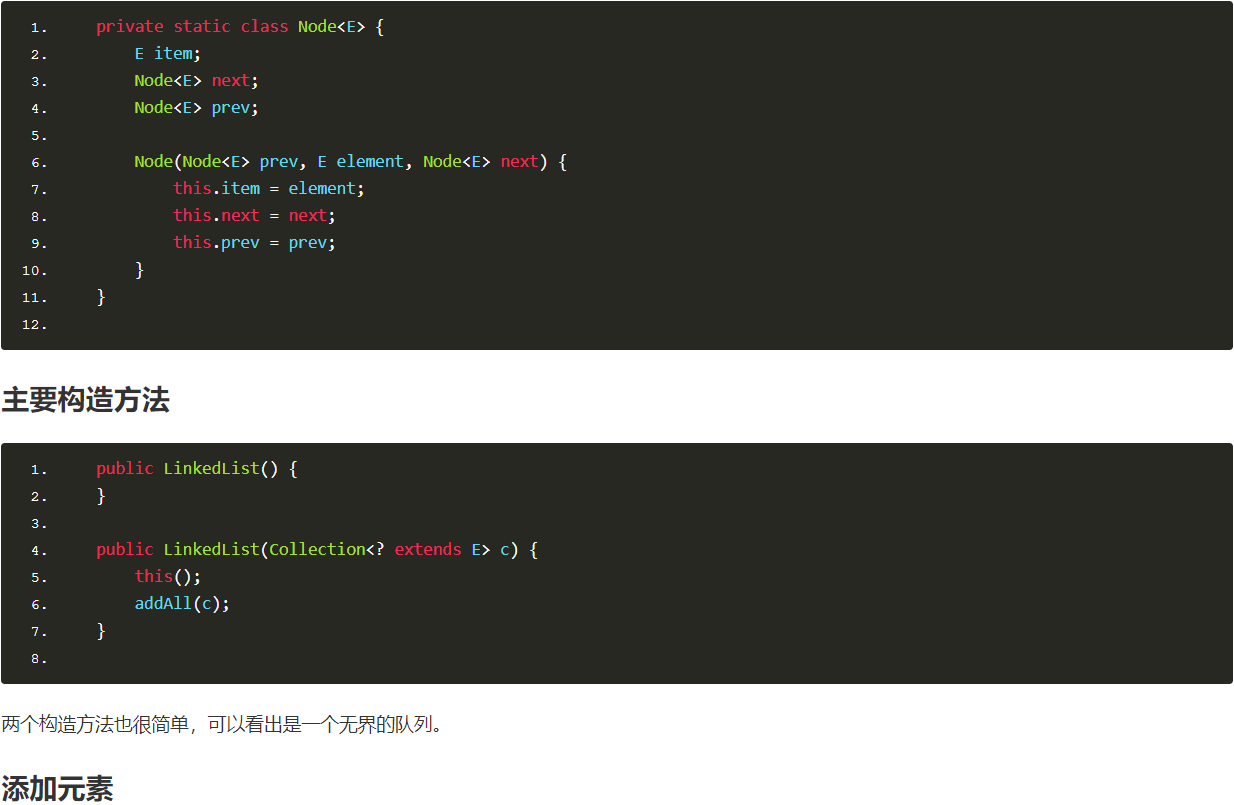 1. private static class Node<E> {
2. E item;
3. Node<E> next;
4. Node<E> prev;
5.
6. Node(Node<E> prev, E element, Node<E> next) {
7. this.item = element;
8. this.next = next;
9. this.prev = prev;
10. }
11. }
12.
主要构造方法
1. public LinkedList() {
2. }
3.
4. public LinkedList(Collection<? extends E> c) {
5. this();
6. addAll(c);
7. }
8.
两个构造方法也很简单，可以看出是一个无界的队列。
添加元素